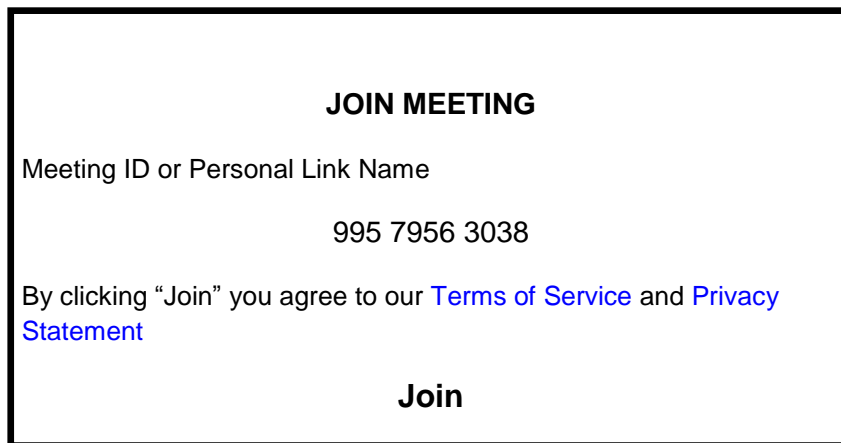 JOIN MEETING
Meeting ID or Personal Link Name
995 7956 3038
By clicking “Join” you agree to our Terms of Service and Privacy
Statement
Join